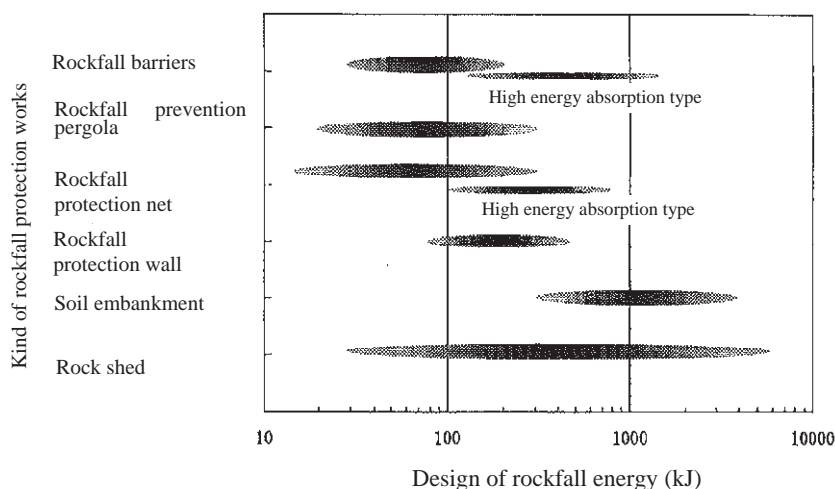 Kind of rockfall protection works
Rockfall barriers
High energy absorption type
Rockfall prevention
pergola
Rockfall
protection net
High energy absorption type
Rockfall
protection wall
Soil embankment
Rock shed
10 100 1000 10000
Design of rockfall energy (kJ)